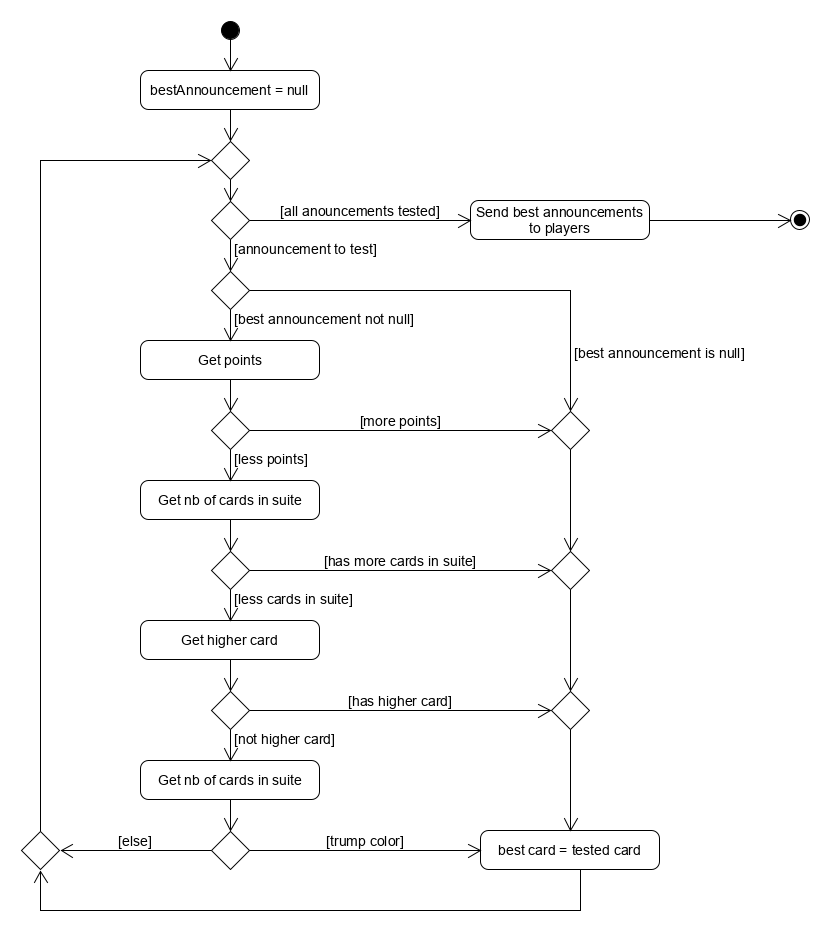 bestAnnouncement = null
[all anouncements tested]
Send best announcements
to players
[announcement to test]
[best announcement not null]
[best announcement is null]
Get points
[more points]
[less points]
Get nb of cards in suite
[has more cards in suite]
[less cards in suite]
Get higher card
[has higher card]
[not higher card]
Get nb of cards in suite
[else]
[trump color]
best card = tested card